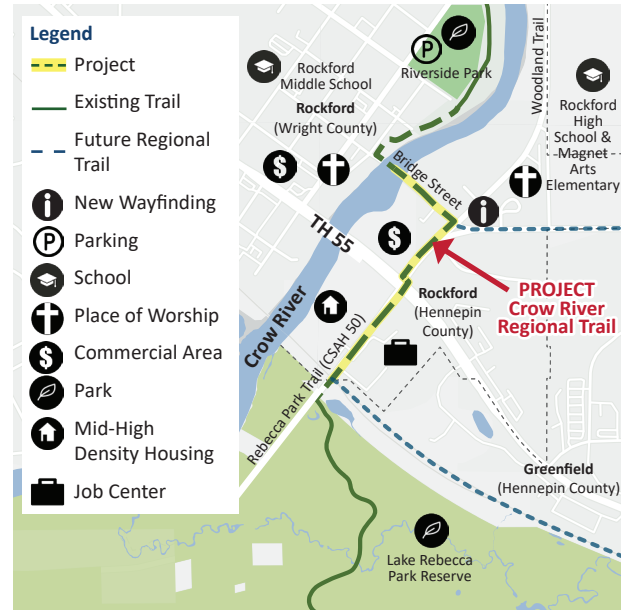 Legend
Project
Existing Trail
Future Regional
Trail
New Wayfinding
P
Parking
School
Place of Worship
$
Commercial Area
Park
Mid-High
Density Housing
Job Center
P
Riverside Park
Rockford
Middle School
Rockford
(Wright County)
Woodland Trail
Rockford
High
School &
Magnet
Arts
Elementary
$
Bridge Street
i
TH 55
$
PROJECT
Crow River
Regional Trail
Rockford
(Hennepin
County)
Crow River
Rebecca Park Trail (CSAH 50)
Greenfield
(Hennepin County)
Lake Rebecca
Park Reserve